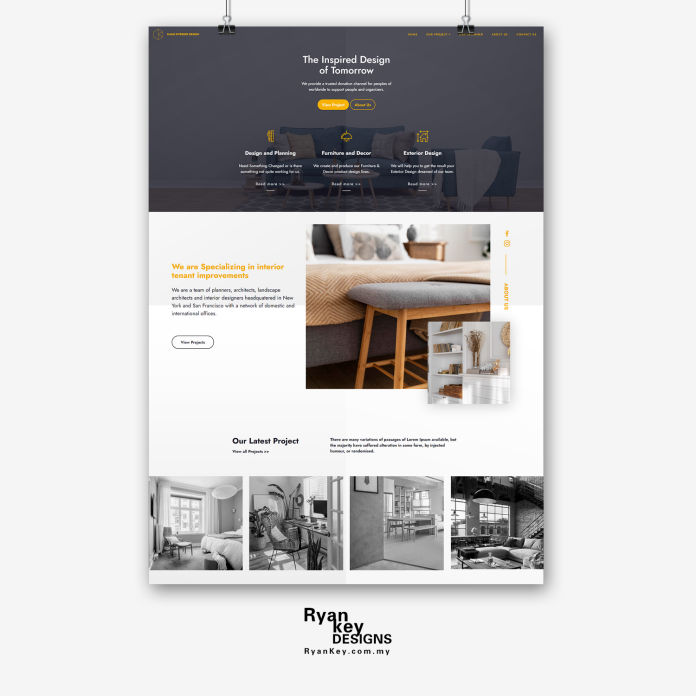 HOME
OUR PROJECT
ABOUT US
CONTACT US
The Inspired Design
of Tomorrow
We provide a trusted donation channel for peoples of
worldwide to support people and organizers.
View Project
About Us
Design and Planning
Need Something Changed or is there
something not quite working for us.
Read more >>
Furniture and Decor
We create and produce our Furniture &
Decor product design lines.
Read more >>
Exterior Design
We will help you to get the result your
Exterior Design dreamed of our team.
Read more >>
We are Specializing in interior
tenant improvements
We are a team of planners, architects, landscape
architects and interior designers headquatered in New
York and San Francisco with a network of domestic and
international offices.
View Projects
ABOUT US
Our Latest Project
View all Projects >>
There are many variations of passages of Lorem Ipsum available, but
the majority have suffered alteration in some form, by injected
humour, or randomised.
Ryan
key
DESIGNS
RyanKey.com.my